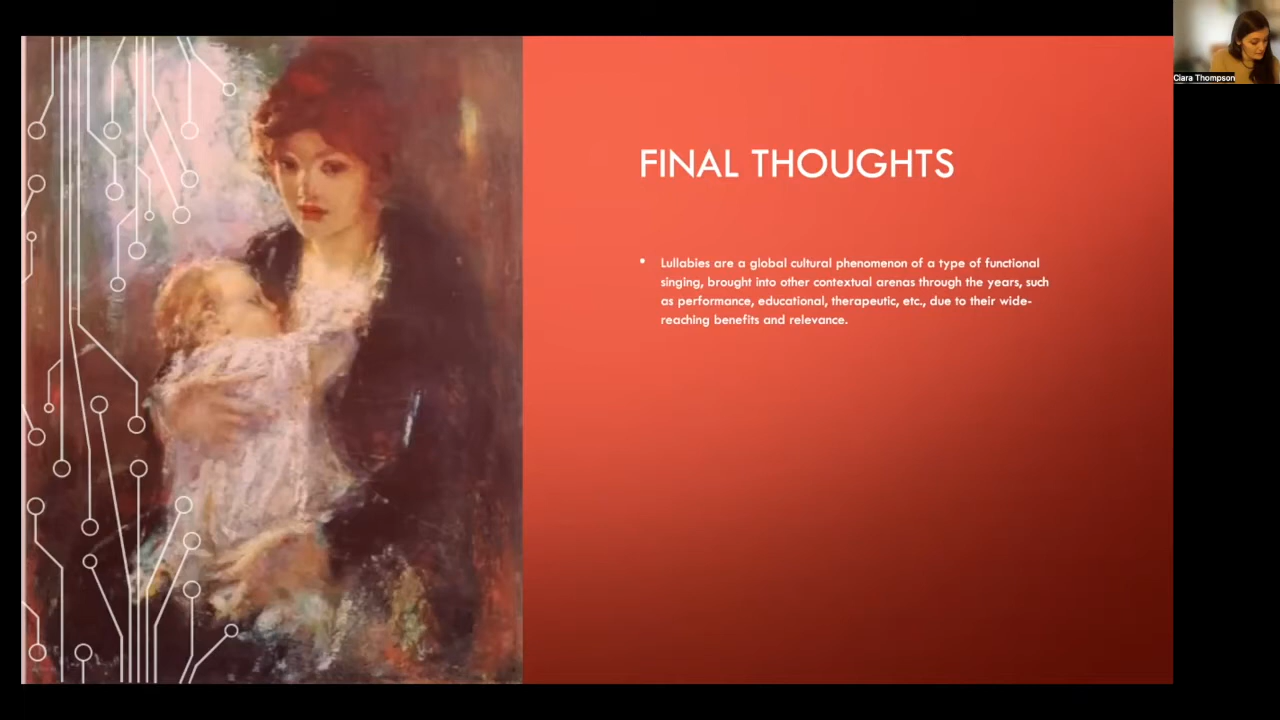 Ciara Thompson
FINAL THOUGHTS
• Lullabies are a global cultural phenomenon of a type of functional
singing, brought into other contextual arenas through the years, such
as performance, educational, therapeutic, etc., due to their wide-
reaching benefits and relevance.